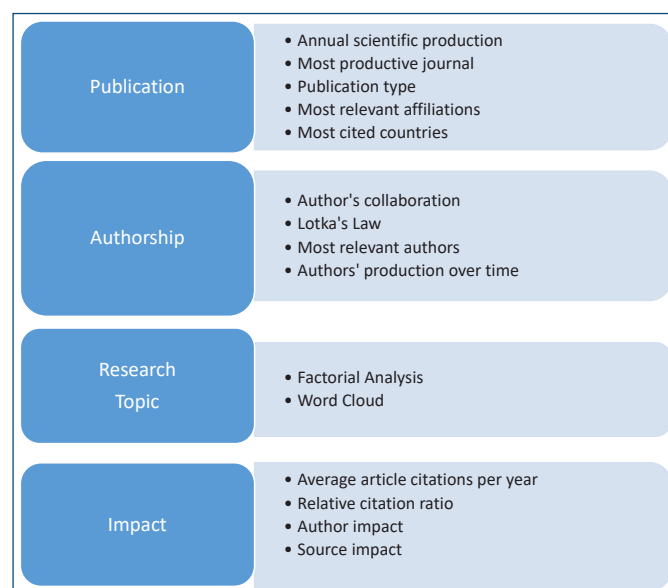 Publication
• Annual scientific production
• Most productive journal
• Publication type
• Most relevant affiliations
• Most cited countries
Authorship
• Author's collaboration
• Lotka's Law
• Most relevant authors
• Authors' production over time
Research
Topic
• Factorial Analysis
• Word Cloud
Impact
• Average article citations per year
• Relative citation ratio
• Author impact
• Source impact